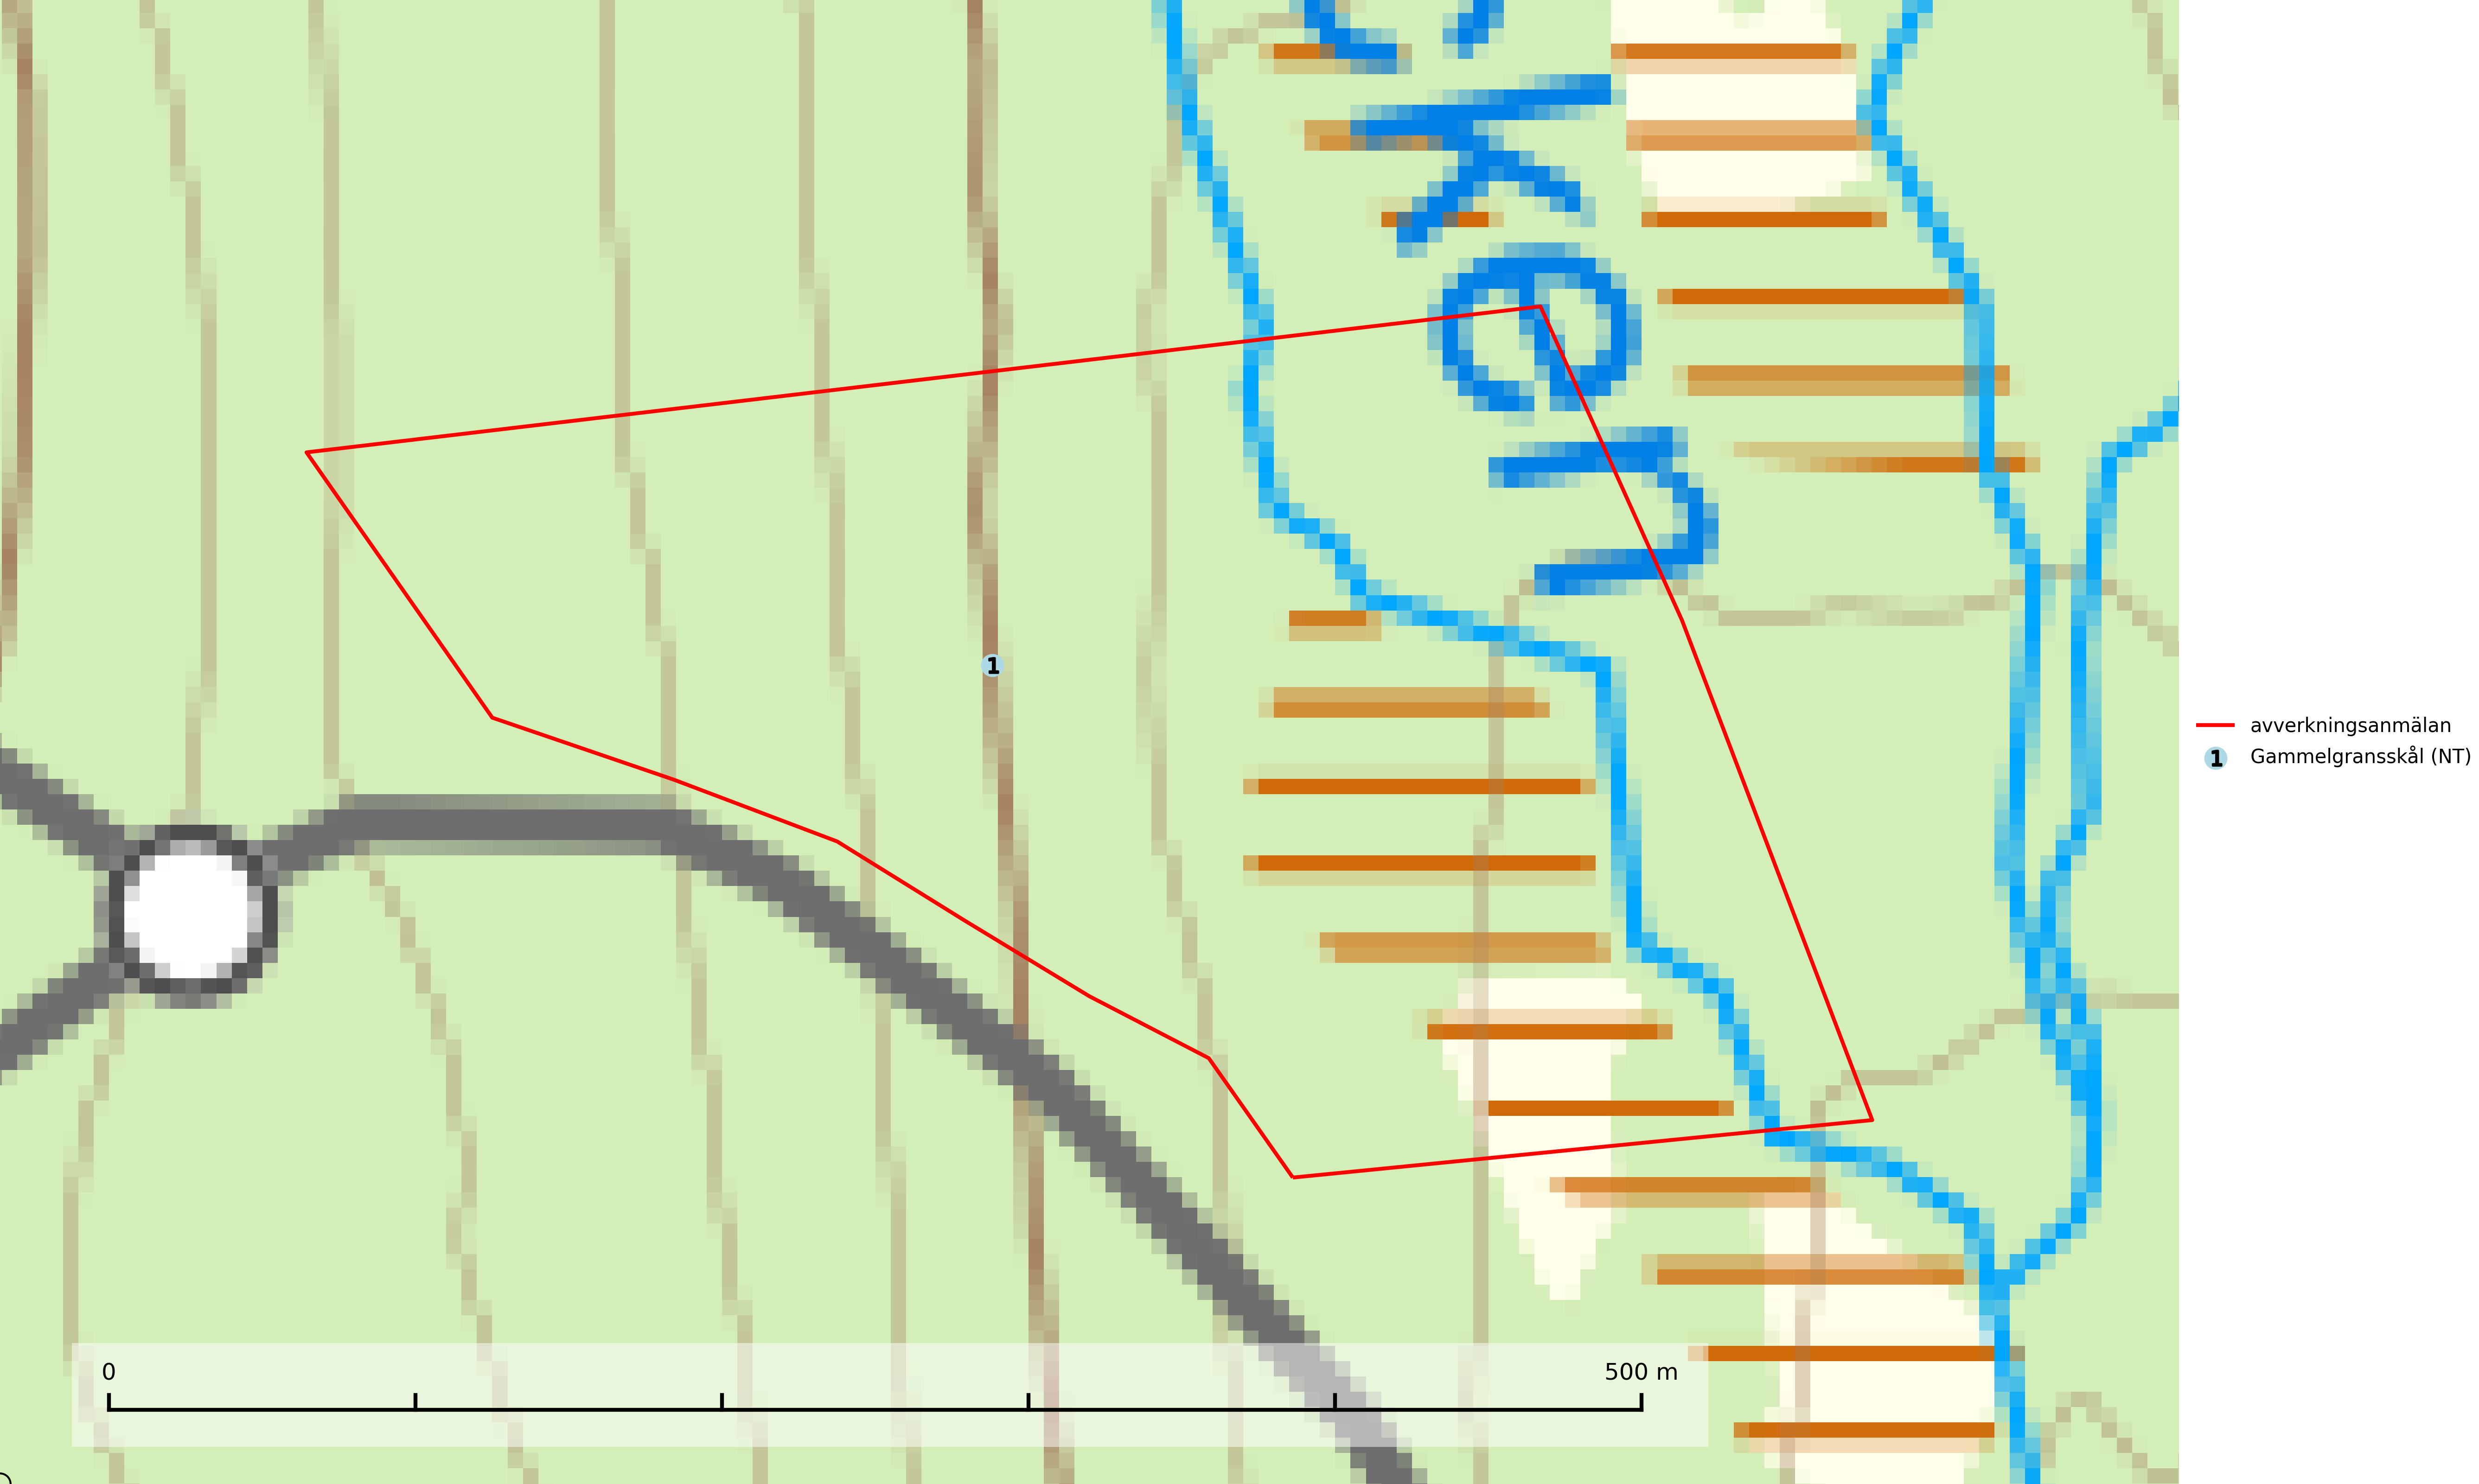 1
avverkningsanmälan
1 Gammelgransskål (NT)
0 500 m